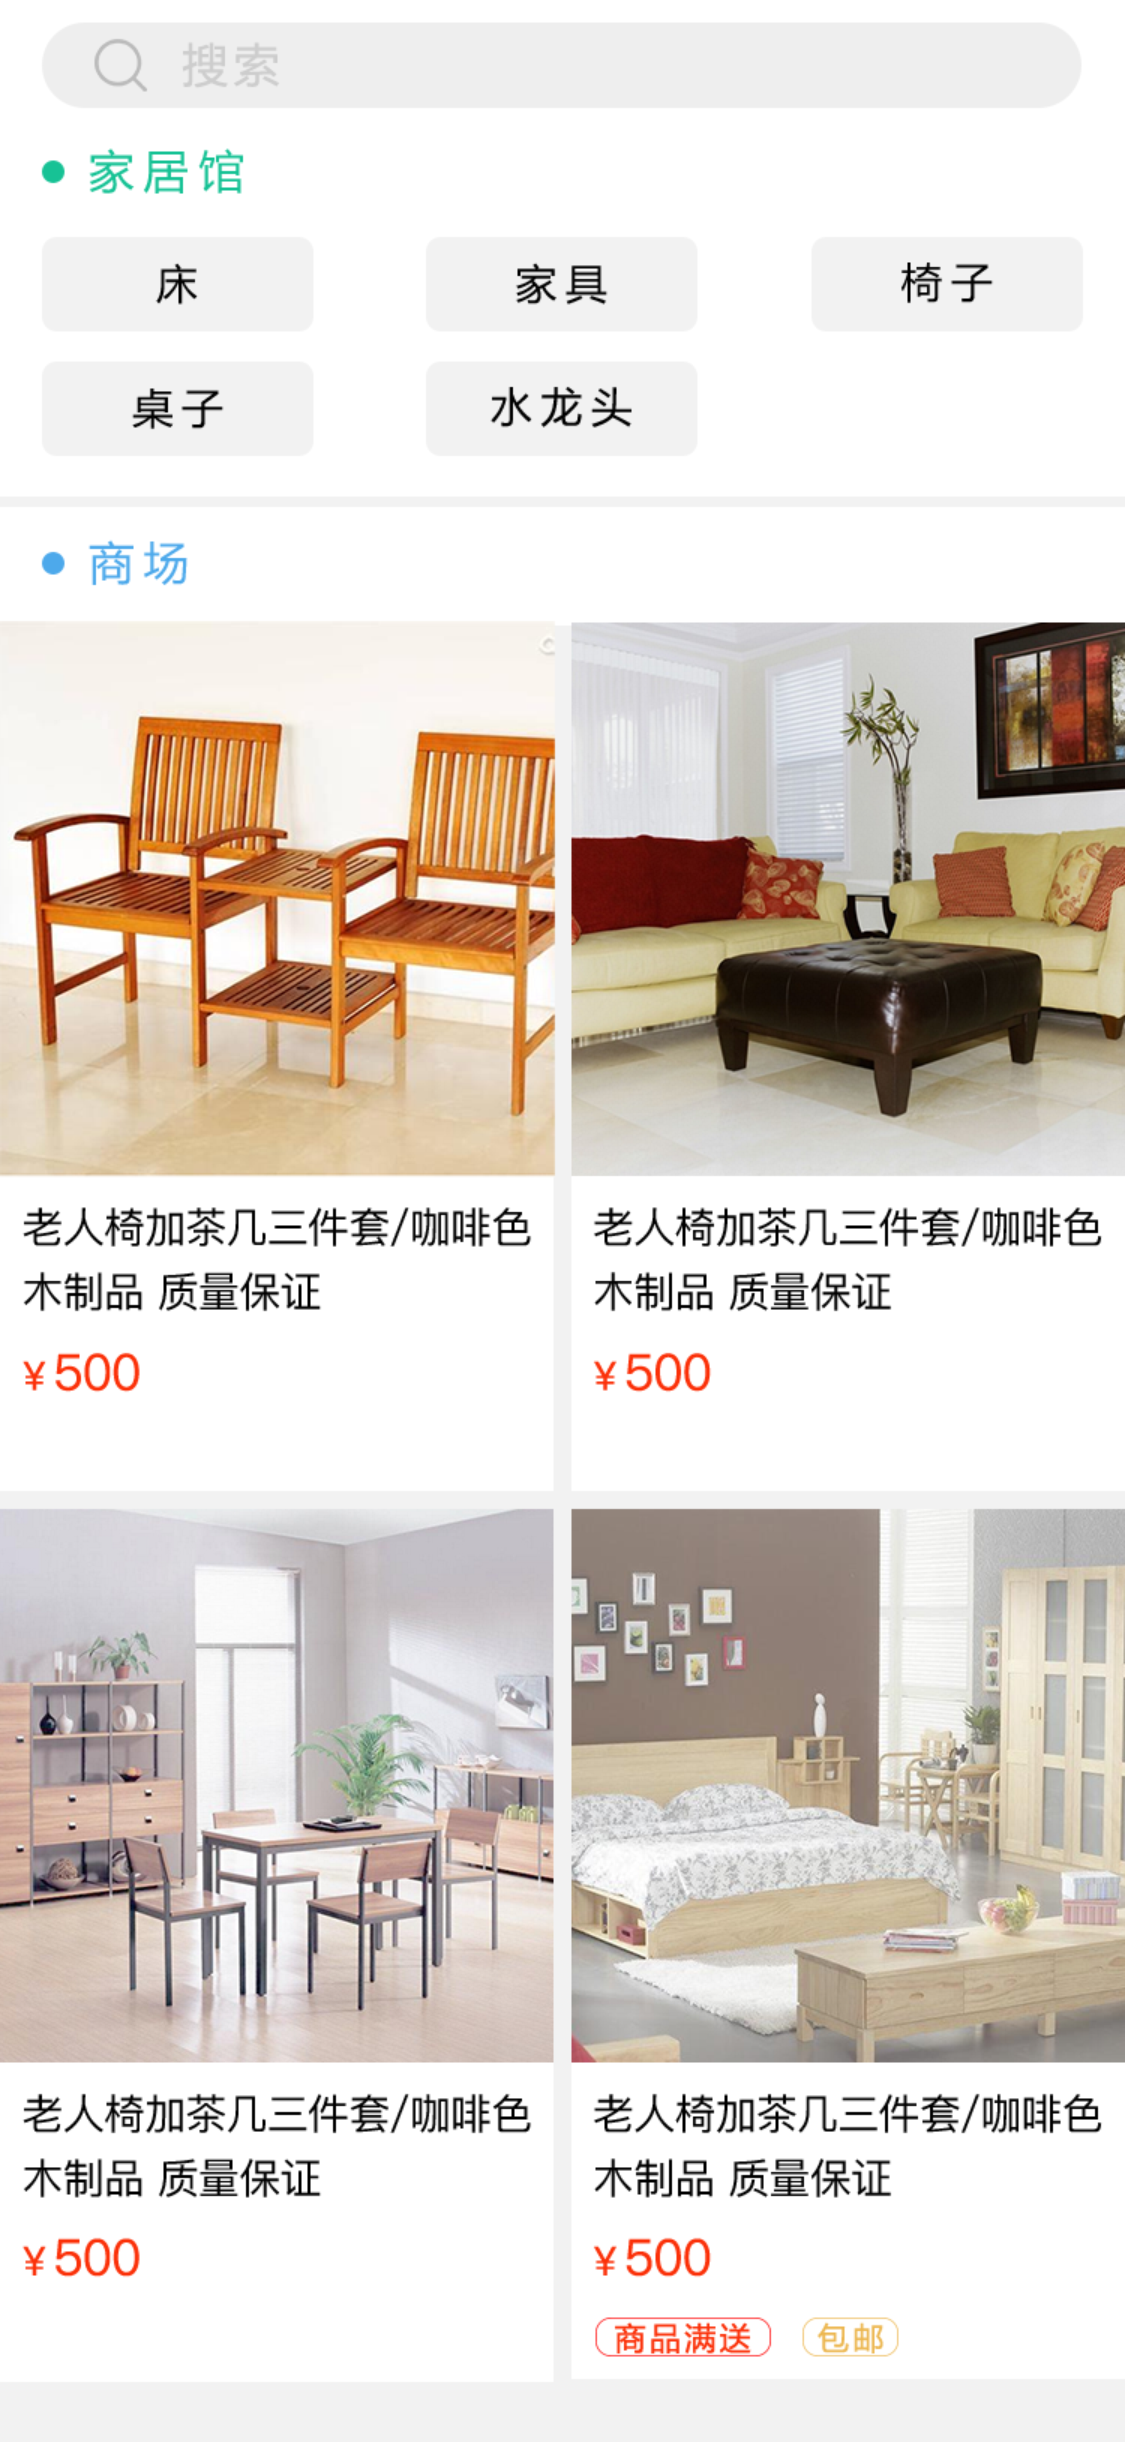 搜索
家居馆
床
家具
椅子
桌子
水龙头
商场
老人椅加茶几三件套/咖啡色
木制品 质量保证
¥500
老人椅加茶几三件套/咖啡色
木制品 质量保证
¥500
老人椅加茶几三件套/咖啡色
木制品 质量保证
¥500
老人椅加茶几三件套/咖啡色
木制品 质量保证
¥500
商品满送
包邮